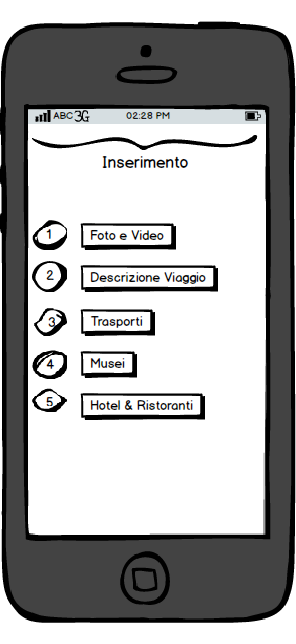 ABC 3G 02:28 PM
Inserimento
1 Foto e Video
2 Descrizione Viaggio
3 Trasporti
4 Musei
5 Hotel & Ristoranti